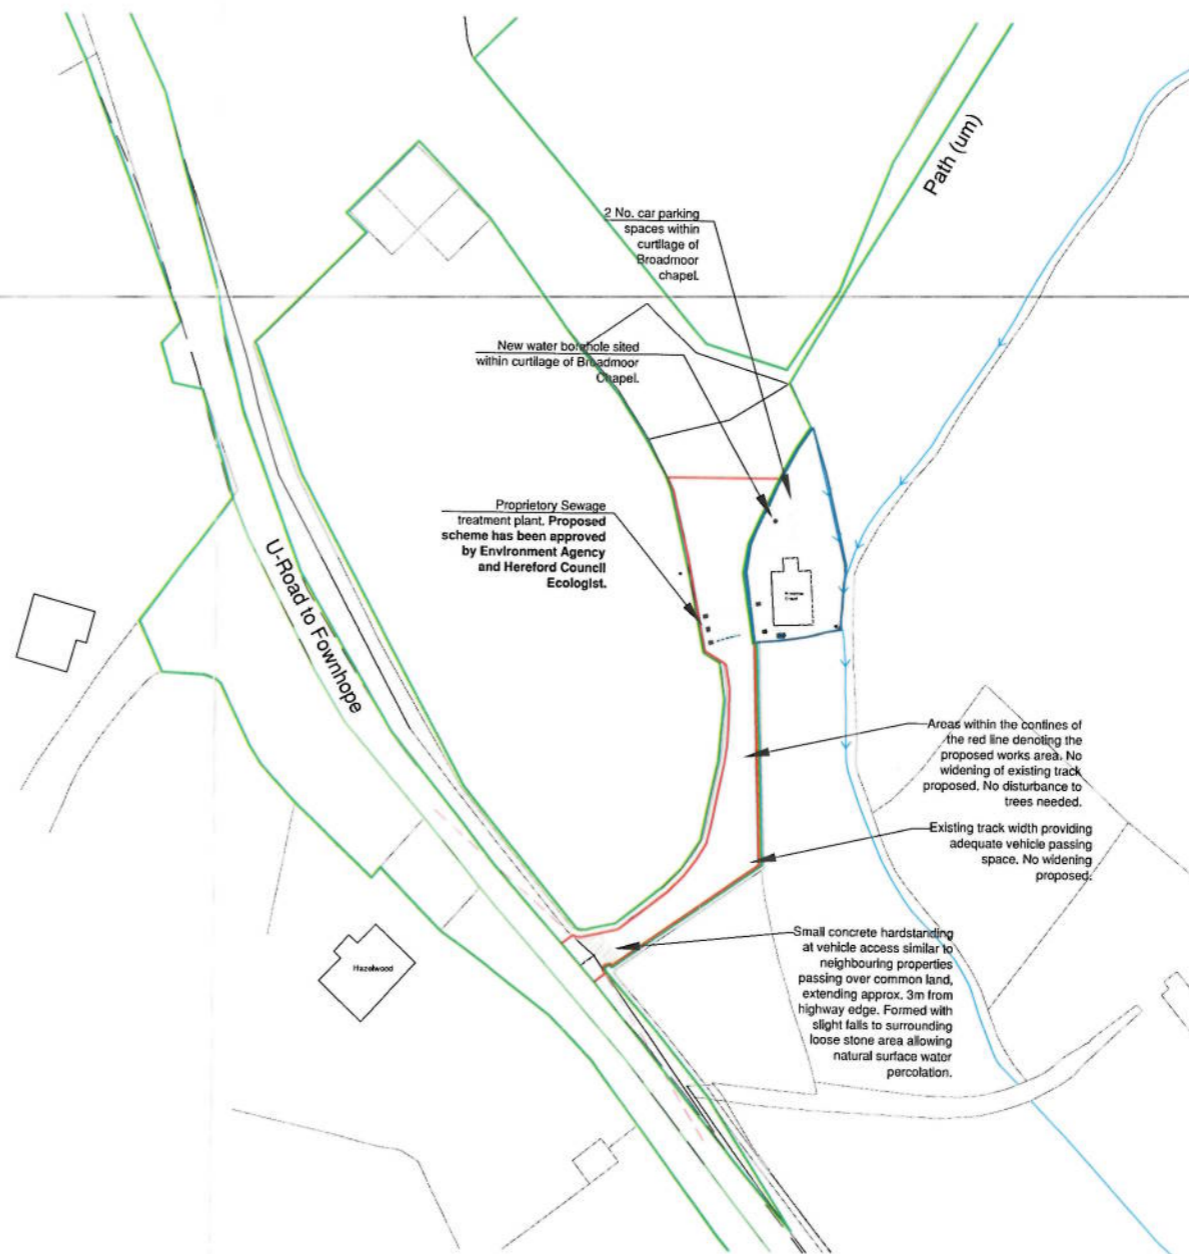 Path (um)
2 No. car parking
spaces within
curtilage of
Broadmoor
chapel.
New water borehole sited
within curtilage of Broadmoor
Chapel.
Proprietory Sewage
treatment plant. Proposed
scheme has been approved
by Environment Agency
and Hereford Council
Ecologist.
U-Road to Fownhope
Areas within the confines of
the red line denoting the
proposed works area. No
widening of existing track
proposed. No disturbance to
trees needed.
Existing track width providing
adequate vehicle passing
space. No widening
proposed.
Small concrete hardstanding
at vehicle access similar to
neighbouring properties
passing over common land,
extending approx. 3m from
highway edge. Formed with
slight falls to surrounding
loose stone area allowing
natural surface water
percolation.
Hazelwood